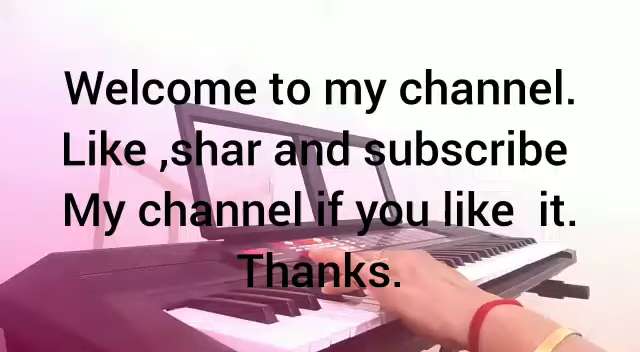 Welcome to my channel.
Like ,shar and subscribe
My channel if you like it.
Thanks.